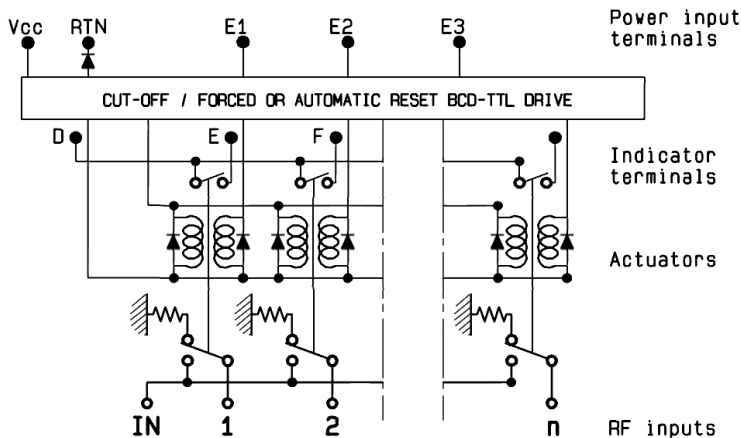 Vcc RTN E1 E2 E3 Power input
terminals
CUT-OFF / FORCED OR AUTOMATIC RESET BCD-TTL DRIVE
D E F Indicator
terminals
Actuators
IN 1 2 n RF inputs